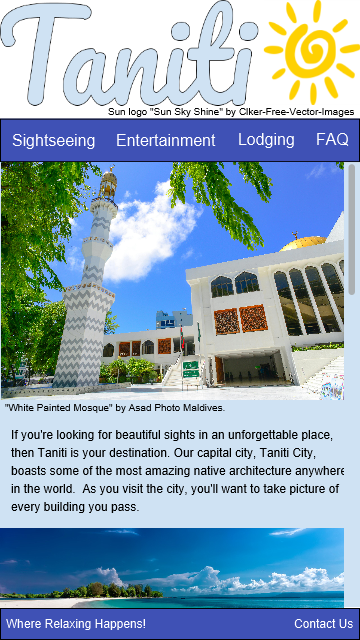 Taniti
Sun logo "Sun Sky Shine" by Clker-Free-Vector-Images
Sightseeing Entertainment Lodging FAQ
"White Painted Mosque" by Asad Photo Maldives.
If you're looking for beautiful sights in an unforgettable place,
then Taniti is your destination. Our capital city, Taniti City,
boasts some of the most amazing native architecture anywhere
in the world.  As you visit the city, you'll want to take picture of
every building you pass.
Where Relaxing Happens! Contact Us